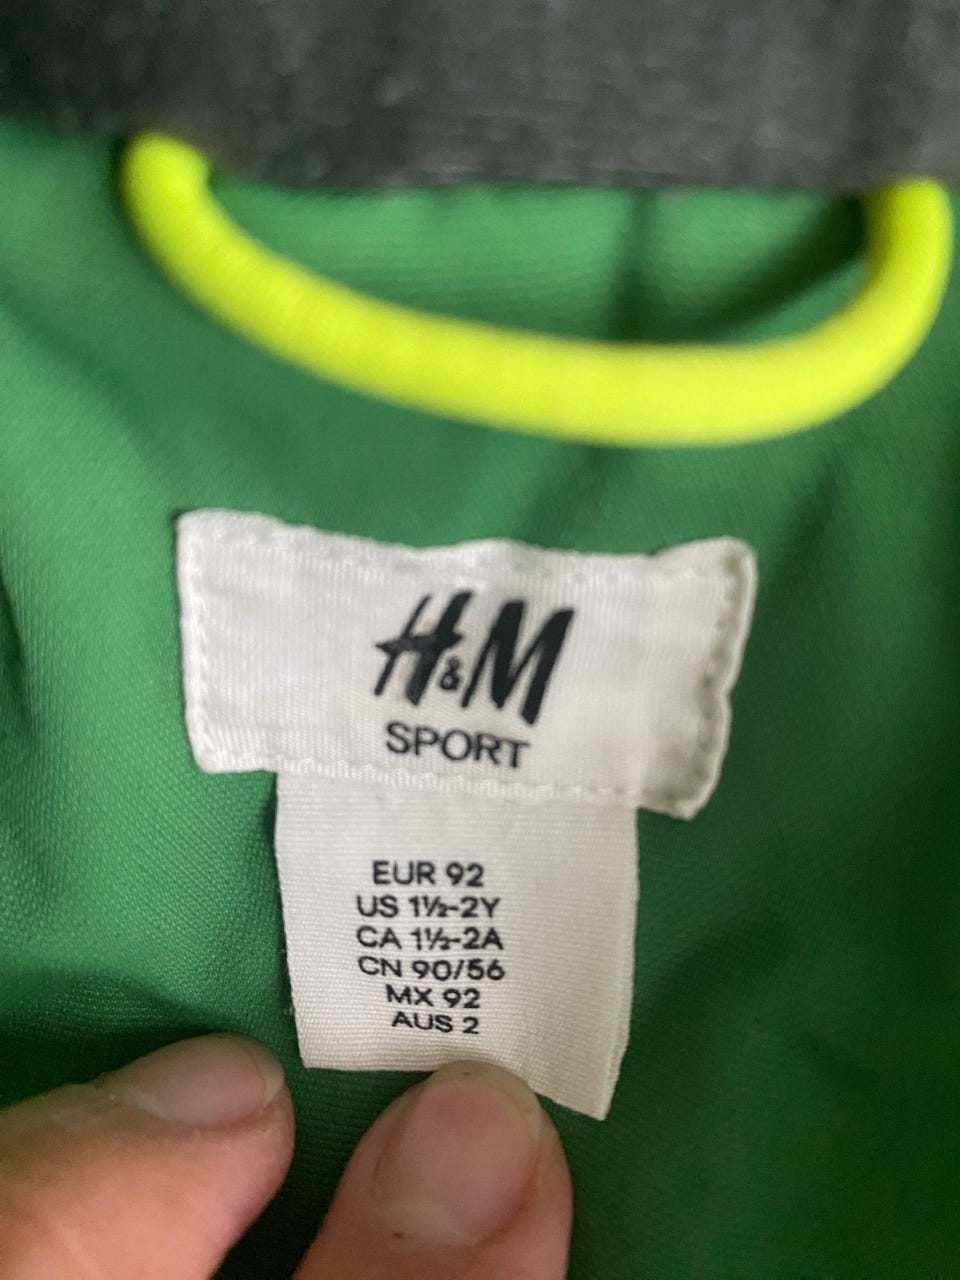 H&M
SPORT
EUR 92
US 1½-2Y
CA 1½-2A
CN 90/56
MX 92
AUS 2